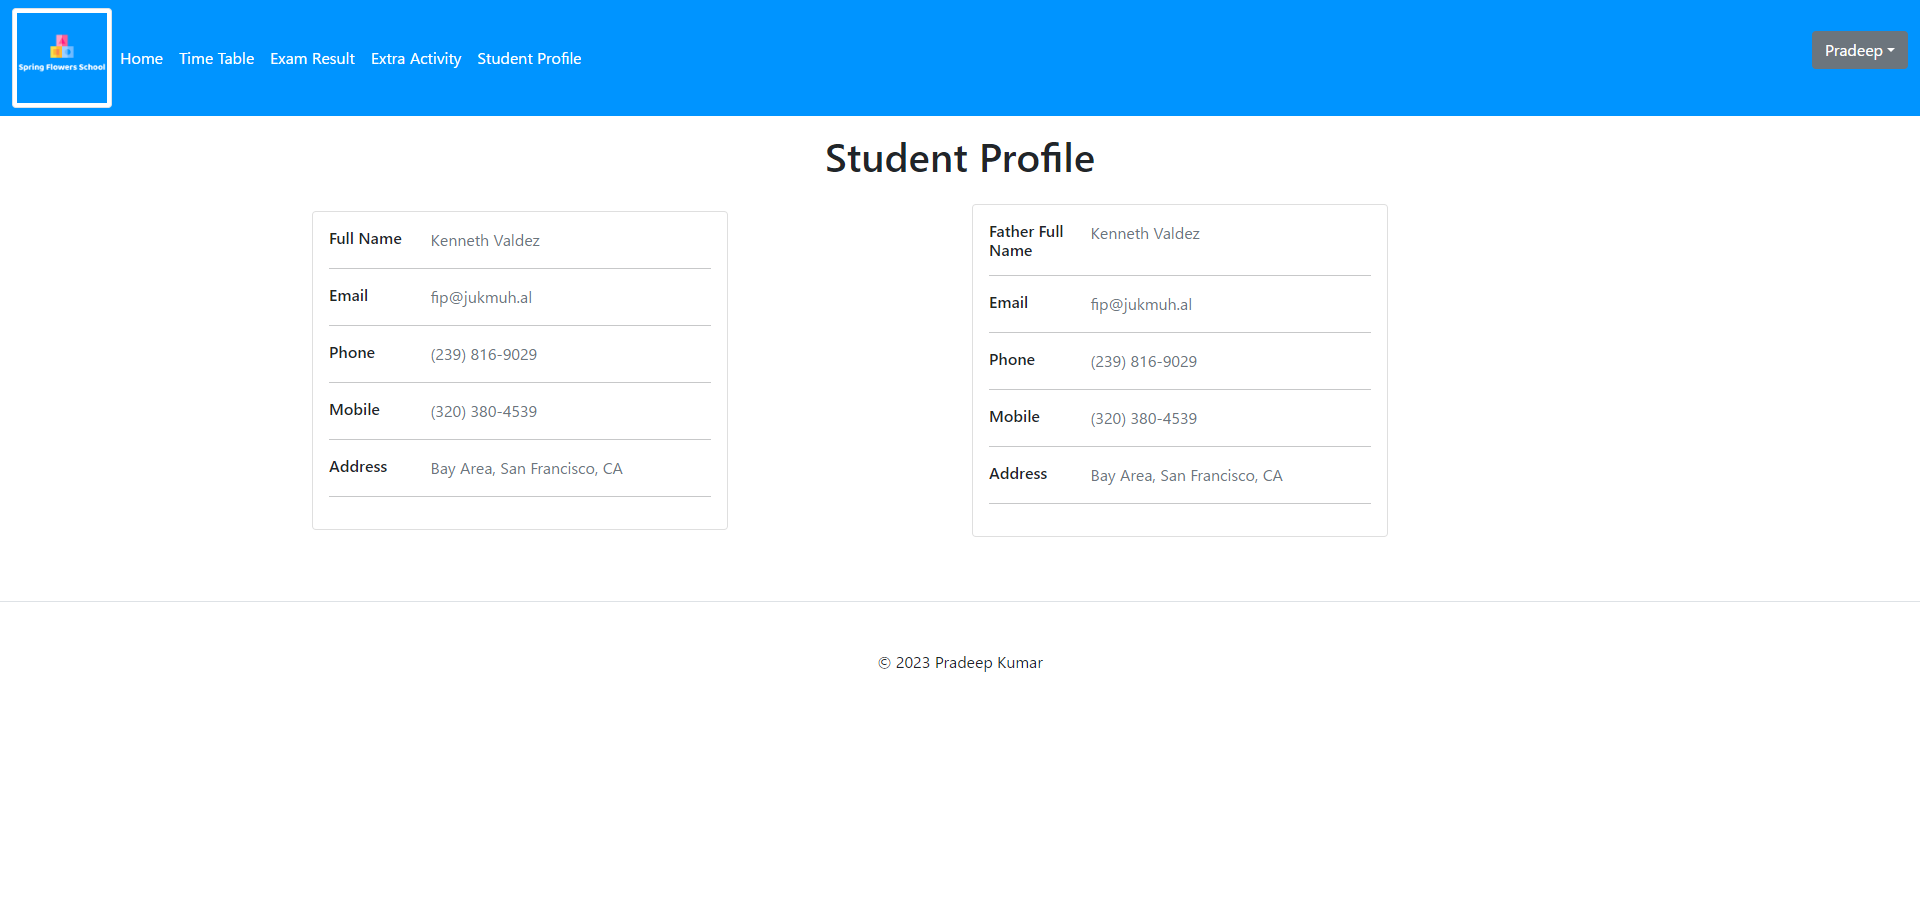 Spring Flowers School
Home Time Table Exam Result Extra Activity Student Profile
Pradeep
Student Profile
Full Name Kenneth Valdez
Email fip@jukmuh.al
Phone (239) 816-9029
Mobile (320) 380-4539
Address Bay Area, San Francisco, CA
Father Full Name Kenneth Valdez
Email fip@jukmuh.al
Phone (239) 816-9029
Mobile (320) 380-4539
Address Bay Area, San Francisco, CA
© 2023 Pradeep Kumar